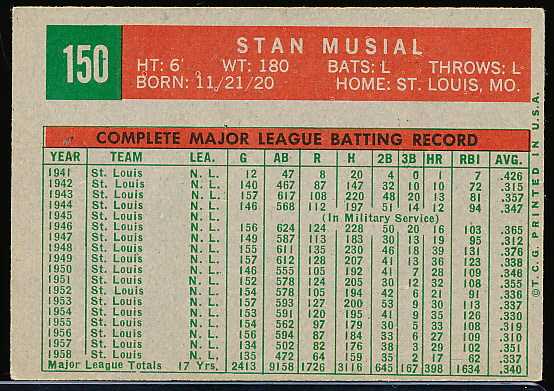 150
STAN MUSIAL
HT: 6' WT: 180 BATS: L THROWS: L
BORN: 11/21/20 HOME: ST. LOUIS, MO.
COMPLETE MAJOR LEAGUE BATTING RECORD
YEAR TEAM LEA. G AB R H 2B 3B HR RBI AVG.
1941 St. Louis N. L. 12 47 8 20 4 0 1 7 .426
1942 St. Louis N. L. 140 467 87 147 32 10 10 72 .315
1943 St. Louis N. L. 157 617 108 220 48 20 13 81 .357
1944 St. Louis N. L. 146 568 112 197 51 14 12 94 .347
1945 St. Louis N. L. (In Military Service)
1946 St. Louis N. L. 156 624 124 228 50 20 16 103 .365
1947 St. Louis N. L. 149 587 113 183 30 13 19 95 .312
1948 St. Louis N. L. 155 611 135 230 46 18 39 131 .376
1949 St. Louis N. L. 157 612 128 207 41 13 36 123 .338
1950 St. Louis N. L. 146 555 105 192 41 7 28 109 .346
1951 St. Louis N. L. 152 578 124 205 30 12 32 108 .355
1952 St. Louis N. L. 154 578 105 194 42 6 21 91 .336
1953 St. Louis N. L. 157 593 127 200 53 9 30 113 .337
1954 St. Louis N. L. 153 591 120 195 41 9 35 126 .330
1955 St. Louis N. L. 154 562 97 179 30 5 33 108 .319
1956 St. Louis N. L. 156 594 87 184 33 6 27 109 .310
1957 St. Louis N. L. 134 502 82 176 38 3 29 102 .351
1958 St. Louis N. L. 135 472 64 159 35 2 17 62 .337
Major League Totals 17 Yrs. 2413 9158 1726 3116 645 167 398 1634 .340
© T.C.G. PRINTED IN U.S.A.